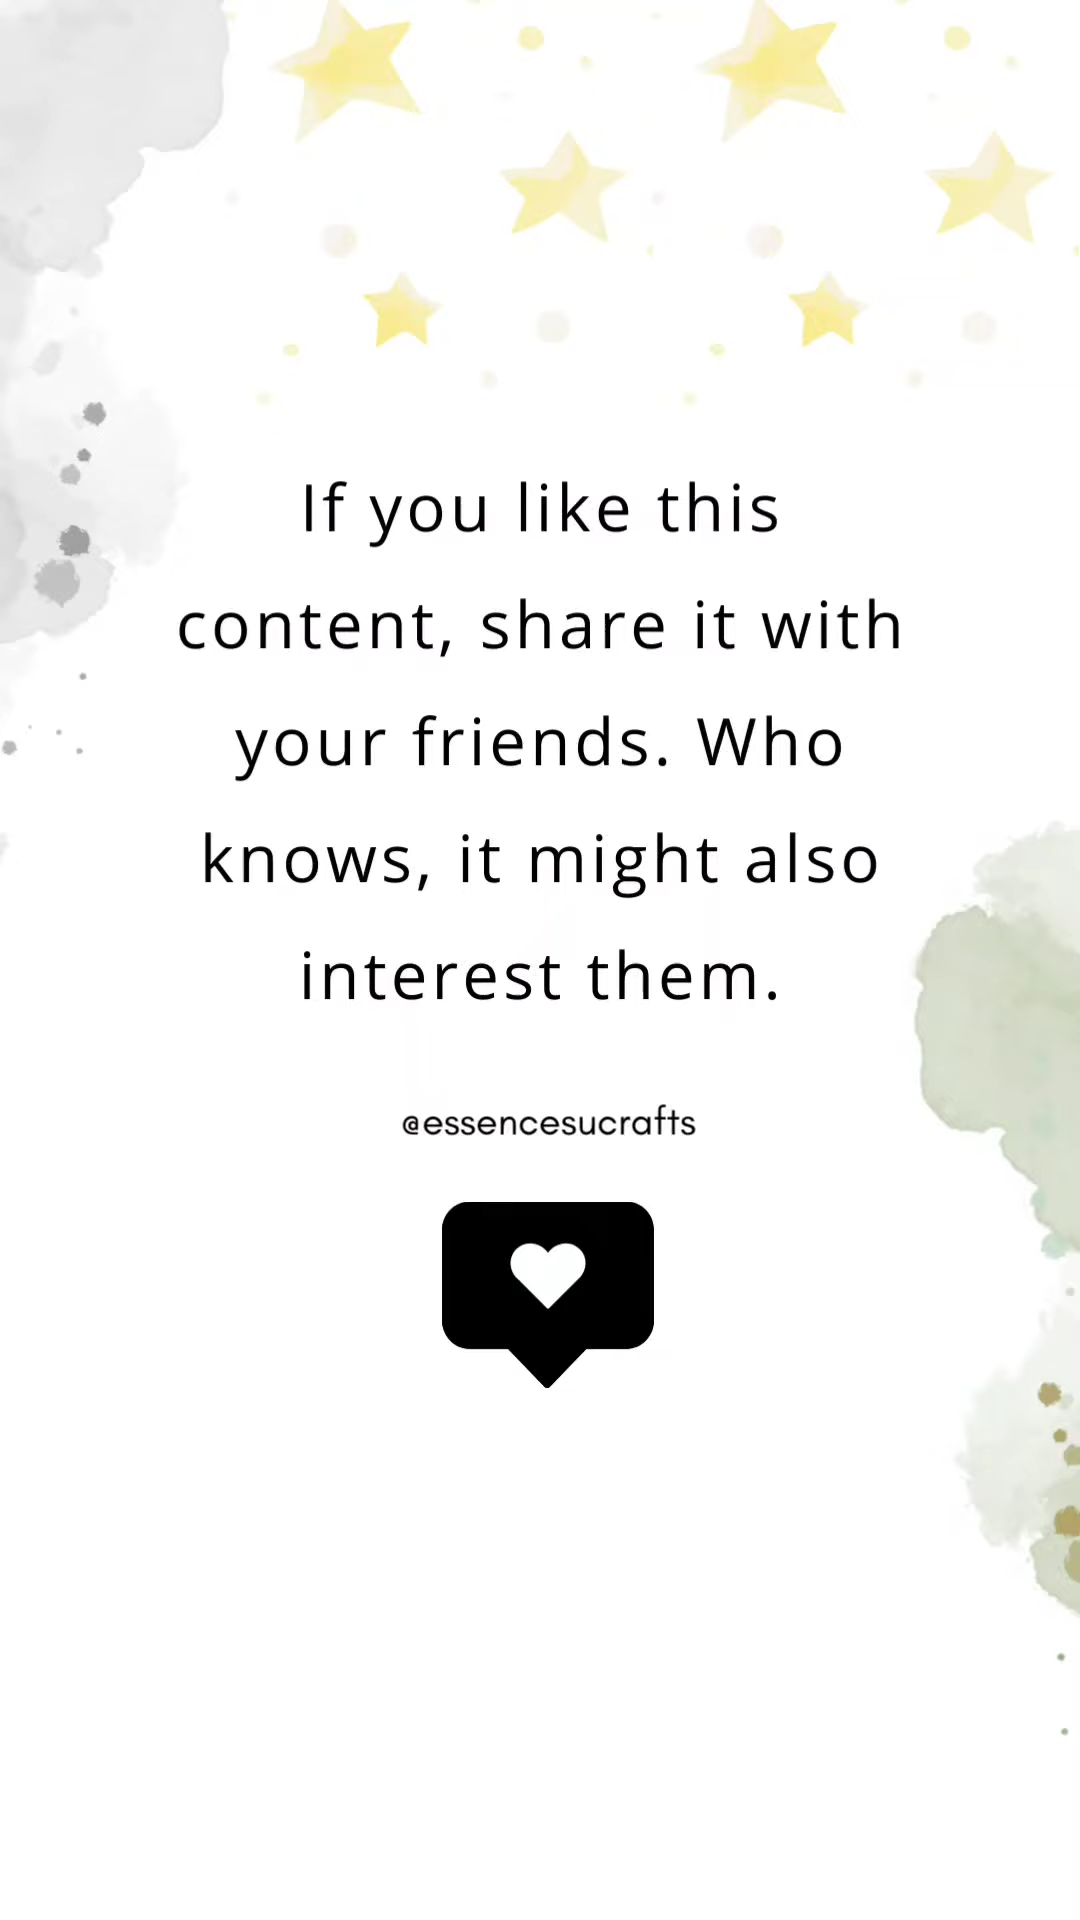 If you like this
content, share it with
your friends. Who
knows, it might also
interest them.
@essencesucrafts